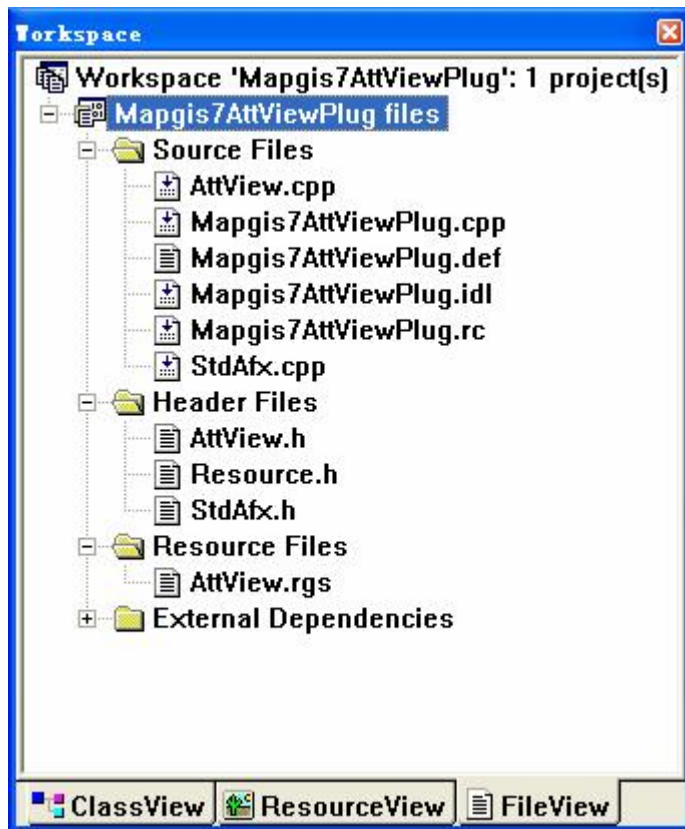 Workspace
Workspace 'Mapgis7AttViewPlug': 1 project(s)
Mapgis7AttViewPlug files
Source Files
AttView.cpp
Mapgis7AttViewPlug.cpp
Mapgis7AttViewPlug.def
Mapgis7AttViewPlug.idl
Mapgis7AttViewPlug.rc
StdAfx.cpp
Header Files
AttView.h
Resource.h
StdAfx.h
Resource Files
AttView.rgs
External Dependencies
ClassView ResourceView FileView